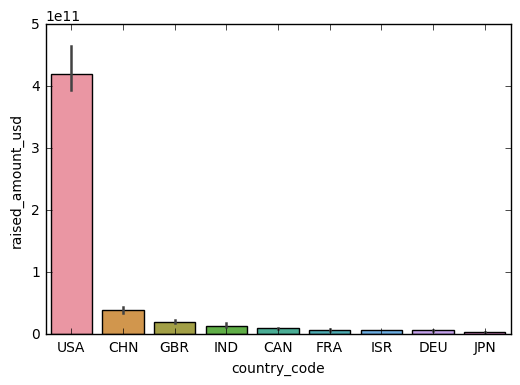 1e11
5
4
3
2
1
0
raised_amount_usd
USA CHN GBR IND CAN FRA ISR DEU JPN
country_code